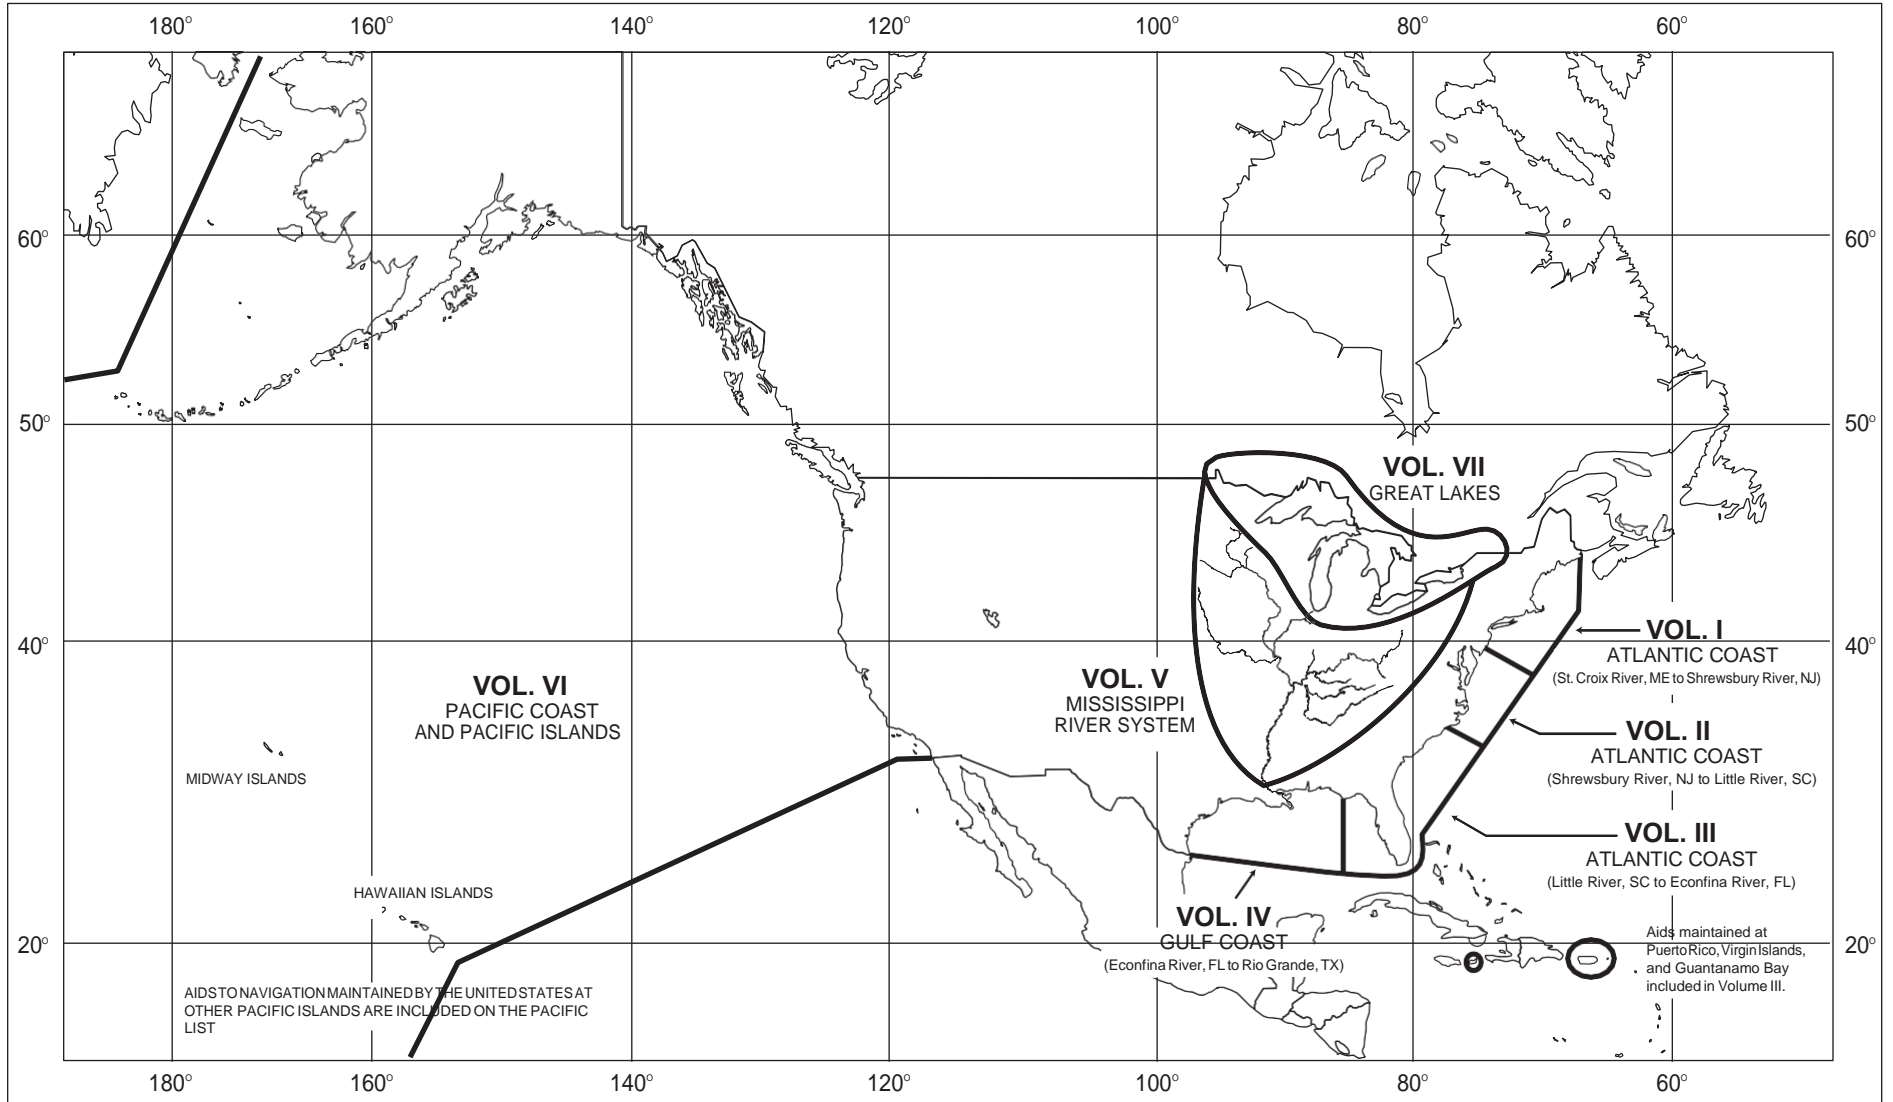 180° 160° 140° 120° 100° 80° 60°
60° 60°
50° 50°
VOL. VII
GREAT LAKES
40° 40°
VOL. I
ATLANTIC COAST
(St. Croix River, ME to Shrewsbury River, NJ)
VOL. V
MISSISSIPPI
RIVER SYSTEM
VOL. VI
PACIFIC COAST
AND PACIFIC ISLANDS
VOL. II
ATLANTIC COAST
(Shrewsbury River, NJ to Little River, SC)
MIDWAY ISLANDS
VOL. III
ATLANTIC COAST
(Little River, SC to Econfina River, FL)
HAWAIIAN ISLANDS
VOL. IV
GULF COAST
(Econfina River, FL to Rio Grande, TX)
20° 20°
Aids maintained at
Puerto Rico, Virgin Islands,
and Guantanamo Bay
included in Volume III.
AIDS TO NAVIGATION MAINTAINED BY THE UNITED STATES AT
OTHER PACIFIC ISLANDS ARE INCLUDED ON THE PACIFIC
LIST
180° 160° 140° 120° 100° 80° 60°